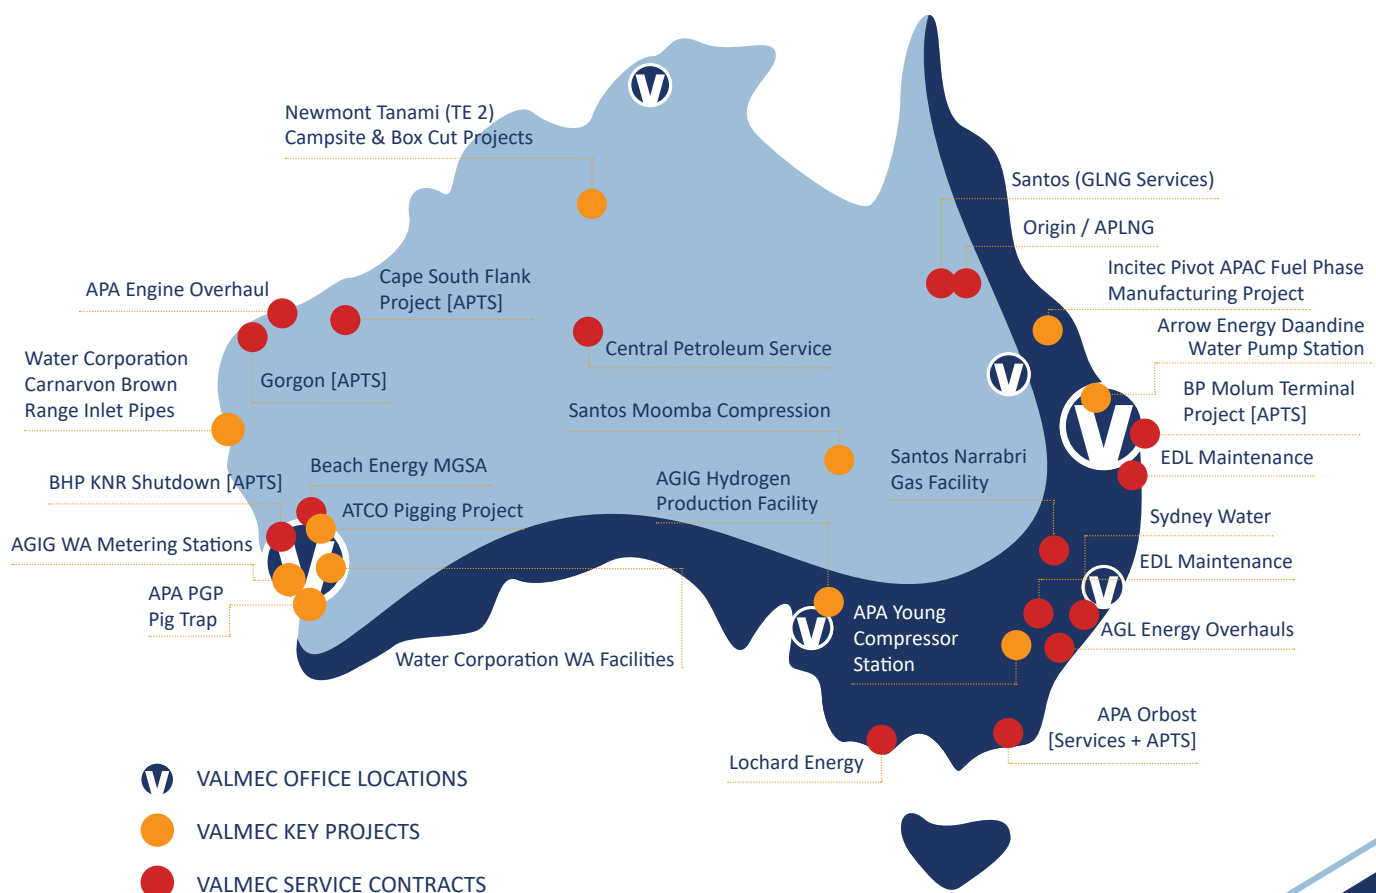 Newmont Tanami (TE 2)
Campsite & Box Cut Projects
Santos (GLNG Services)
Origin / APLNG
Incitec Pivot APAC Fuel Phase
Manufacturing Project
APA Engine Overhaul
Cape South Flank
Project [APTS]
Arrow Energy Daandine
Water Pump Station
Central Petroleum Service
Water Corporation
Carnarvon Brown
Range Inlet Pipes
Gorgon [APTS]
BP Molum Terminal
Project [APTS]
Santos Moomba Compression
EDL Maintenance
Beach Energy MGSA
BHP KNR Shutdown [APTS]
Santos Narrabri
Gas Facility
AGIG Hydrogen
Production Facility
ATCO Pigging Project
Sydney Water
AGIG WA Metering Stations
EDL Maintenance
APA PGP
Pig Trap
APA Young
Compressor
Station
AGL Energy Overhauls
Water Corporation WA Facilities
APA Orbost
[Services + APTS]
Lochard Energy
V
V
V
V
V
V
V VALMEC OFFICE LOCATIONS
VALMEC KEY PROJECTS
VALMEC SERVICE CONTRACTS